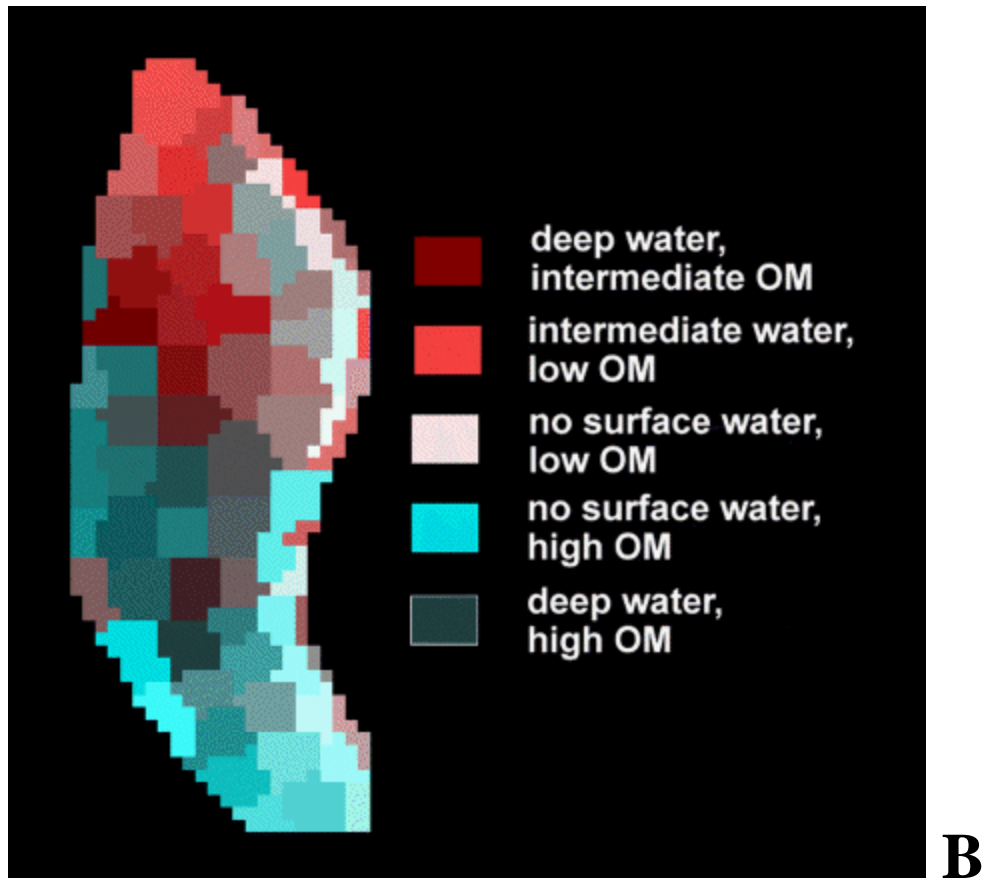 deep water,
intermediate OM
intermediate water,
low OM
no surface water,
low OM
no surface water,
high OM
deep water,
high OM
B